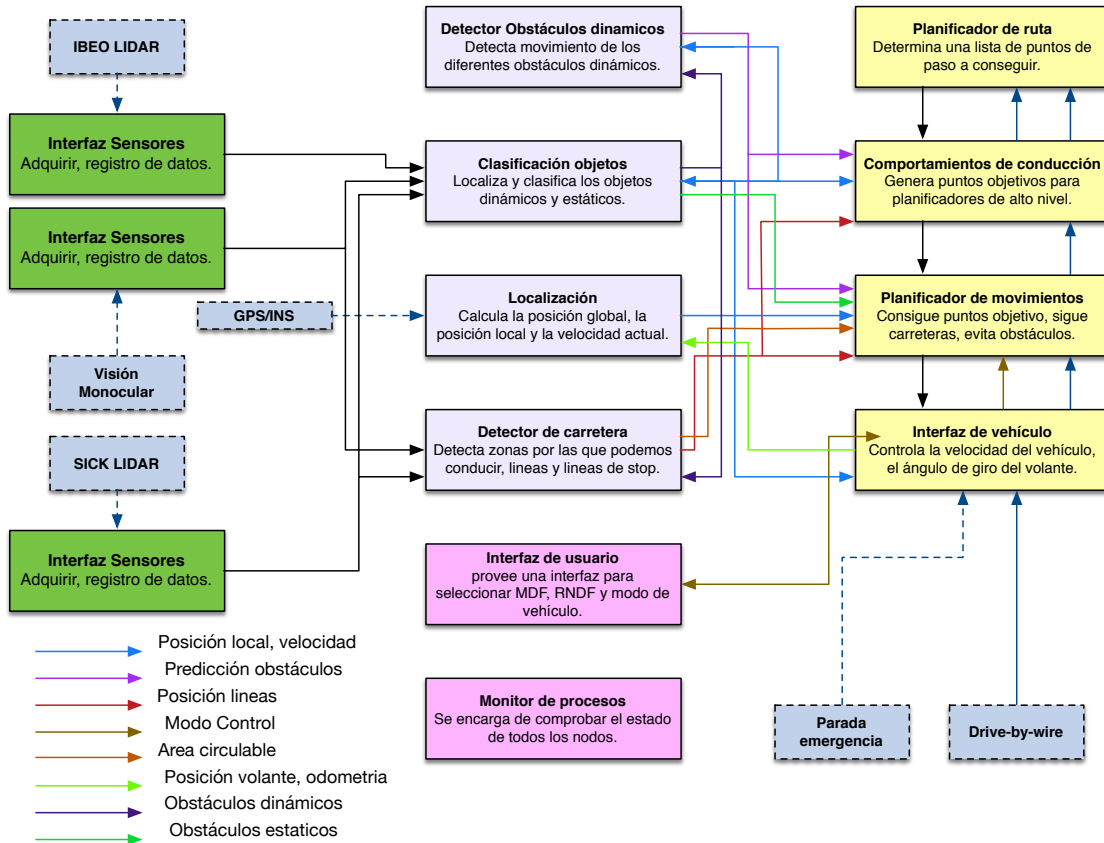 IBEO LIDAR
Interfaz Sensores
Adquirir, registro de datos.
Interfaz Sensores
Adquirir, registro de datos.
GPS/INS
Visión
Monocular
SICK LIDAR
Interfaz Sensores
Adquirir, registro de datos.
Detector Obstáculos dinamicos
Detecta movimiento de los
diferentes obstáculos dinámicos.
Clasificación objetos
Localiza y clasifica los objetos
dinámicos y estáticos.
Localización
Calcula la posición global, la
posición local y la velocidad actual.
Detector de carretera
Detecta zonas por las que podemos
conducir, lineas y lineas de stop.
Interfaz de usuario
provee una interfaz para
seleccionar MDF, RNDF y modo de
vehículo.
Monitor de procesos
Se encarga de comprobar el estado
de todos los nodos.
Planificador de ruta
Determina una lista de puntos de
paso a conseguir.
Comportamientos de conducción
Genera puntos objetivos para
planificadores de alto nivel.
Planificador de movimientos
Consigue puntos objetivo, sigue
carreteras, evita obstáculos.
Interfaz de vehículo
Controla la velocidad del vehículo,
el ángulo de giro del volante.
Parada
emergencia
Drive-by-wire
Posición local, velocidad
Predicción obstáculos
Posición lineas
Modo Control
Area circulable
Posición volante, odometria
Obstáculos dinámicos
Obstáculos estaticos